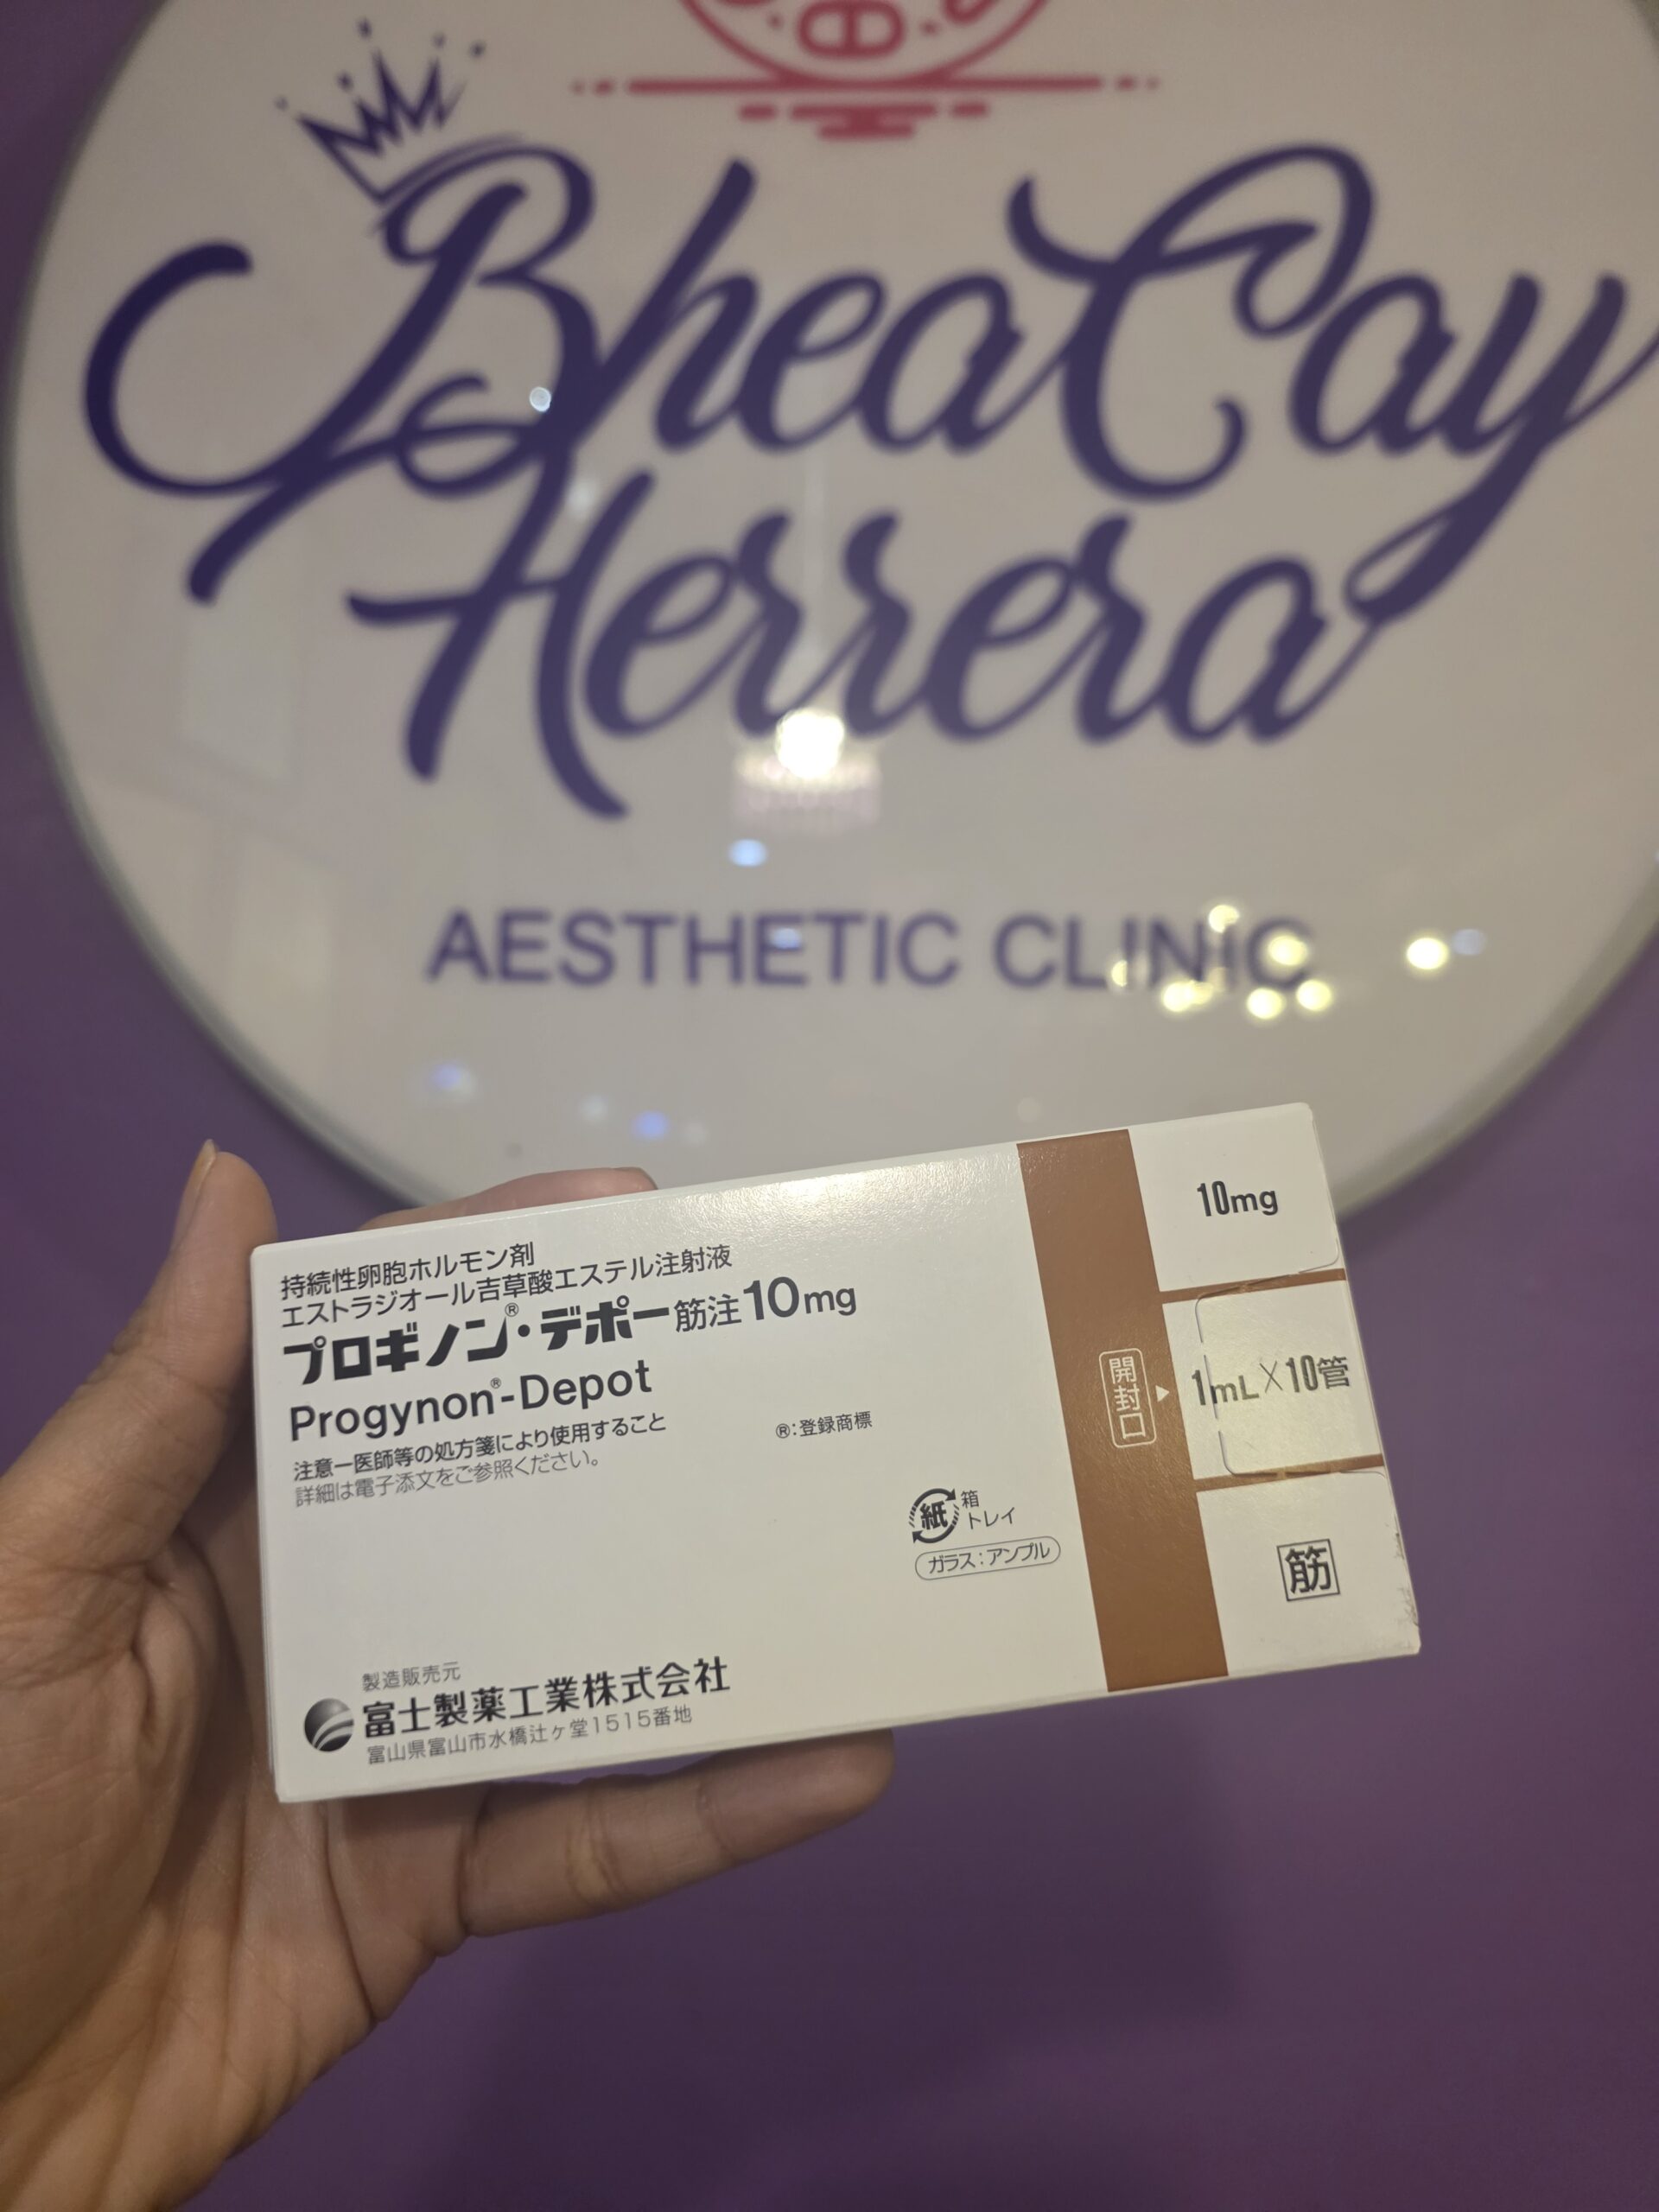 Bhea Cay
Herrera
AESTHETIC CLINIC
持続性卵胞ホルモン剤
エストラジオール吉草酸エステル注射液
プロギノン®・デポー筋注10mg
Progynon®-Depot
注意ー医師等の処方箋により使用すること
詳細は電子添文をご参照ください。
®:登録商標
紙 箱
トレイ
ガラス:アンプル
製造販売元
富士製薬工業株式会社
富山県富山市水橋辻ヶ堂1515番地
開封口
10mg
1mL×10管
筋